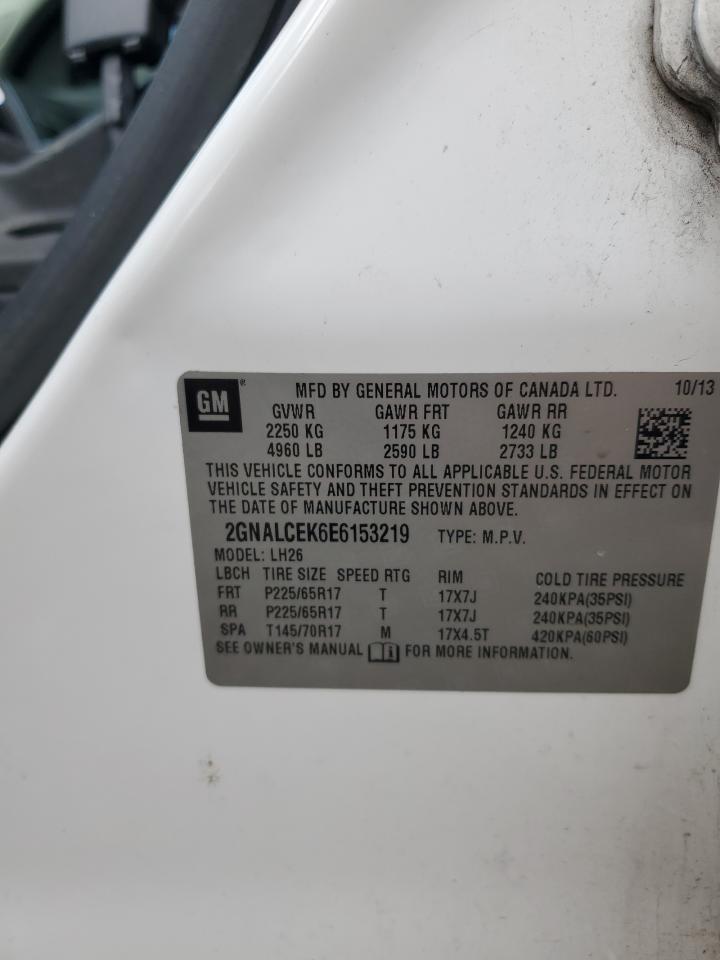 GM ® MFD BY GENERAL MOTORS OF CANADA LTD. 10/13
GVWR GAWR FRT GAWR RR
2250 KG 1175 KG 1240 KG
4960 LB 2590 LB 2733 LB
THIS VEHICLE CONFORMS TO ALL APPLICABLE U.S. FEDERAL MOTOR
VEHICLE SAFETY AND THEFT PREVENTION STANDARDS IN EFFECT ON
THE DATE OF MANUFACTURE SHOWN ABOVE.
2GNALCEK6E6153219 TYPE: M.P.V.
MODEL: LH26
LBCH TIRE SIZE SPEED RTG RIM COLD TIRE PRESSURE
FRT P225/65R17 T 17X7J 240KPA(35PSI)
RR P225/65R17 T 17X7J 240KPA(35PSI)
SPA T145/70R17 M 17X4.5T 420KPA(60PSI)
SEE OWNER'S MANUAL FOR MORE INFORMATION.